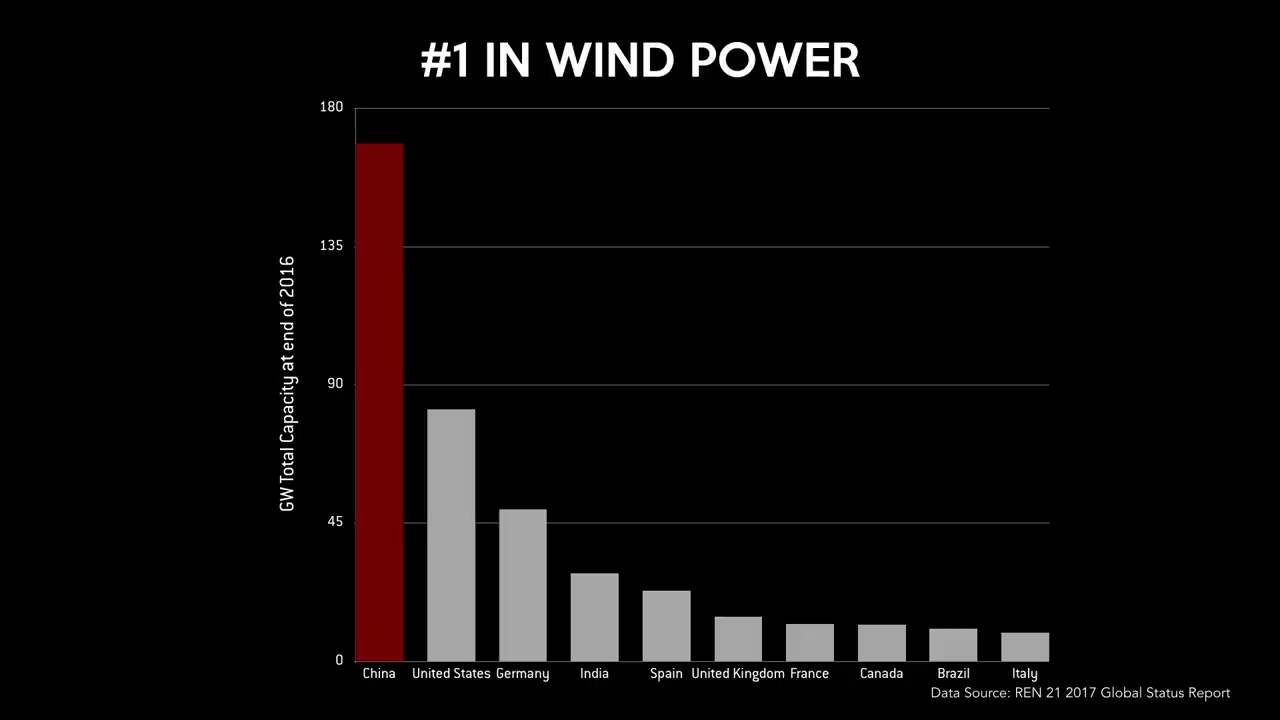 #1 IN WIND POWER
180
135
90
45
0
GW Total Capacity at end of 2016
China
United States
Germany
India
Spain
United Kingdom
France
Canada
Brazil
Italy
Data Source: REN 21 2017 Global Status Report